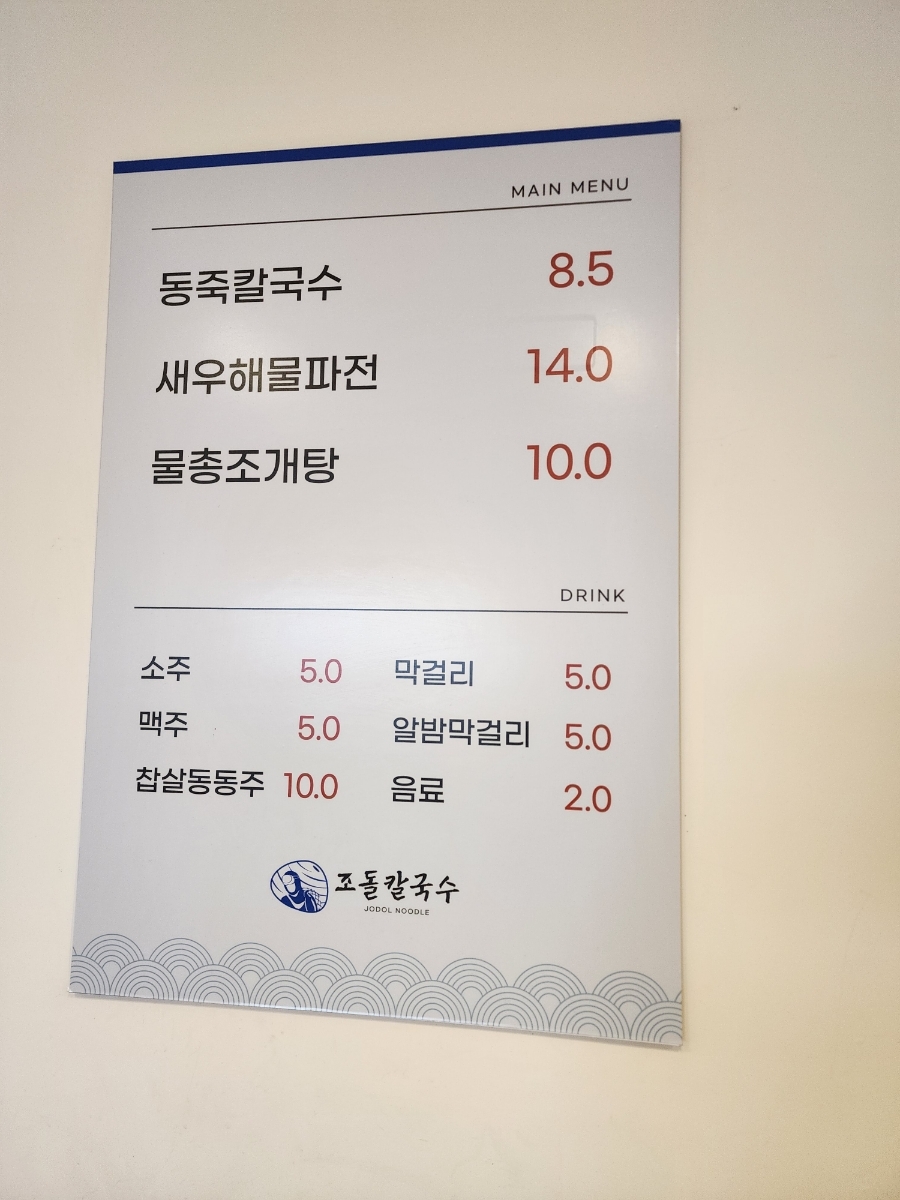 MAIN MENU
동죽칼국수 8.5
새우해물파전 14.0
물총조개탕 10.0
DRINK
소주 5.0 막걸리 5.0
맥주 5.0 알밤막걸리 5.0
찹쌀동동주 10.0 음료 2.0
조돌칼국수
JODOL NOODLE